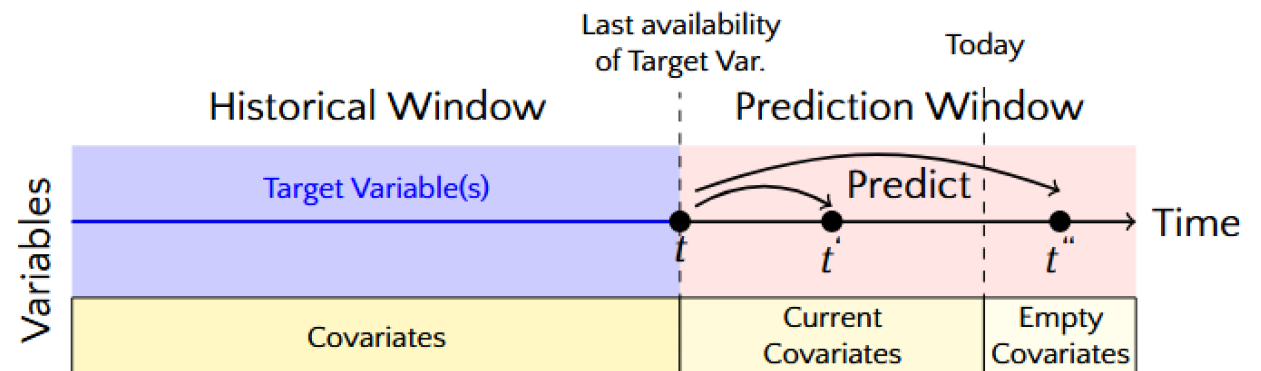 Last availability
of Target Var.
Today
Historical Window
Prediction Window
Variables
Target Variable(s)
Predict
Time
t
t‘
t“
Covariates
Current
Covariates
Empty
Covariates